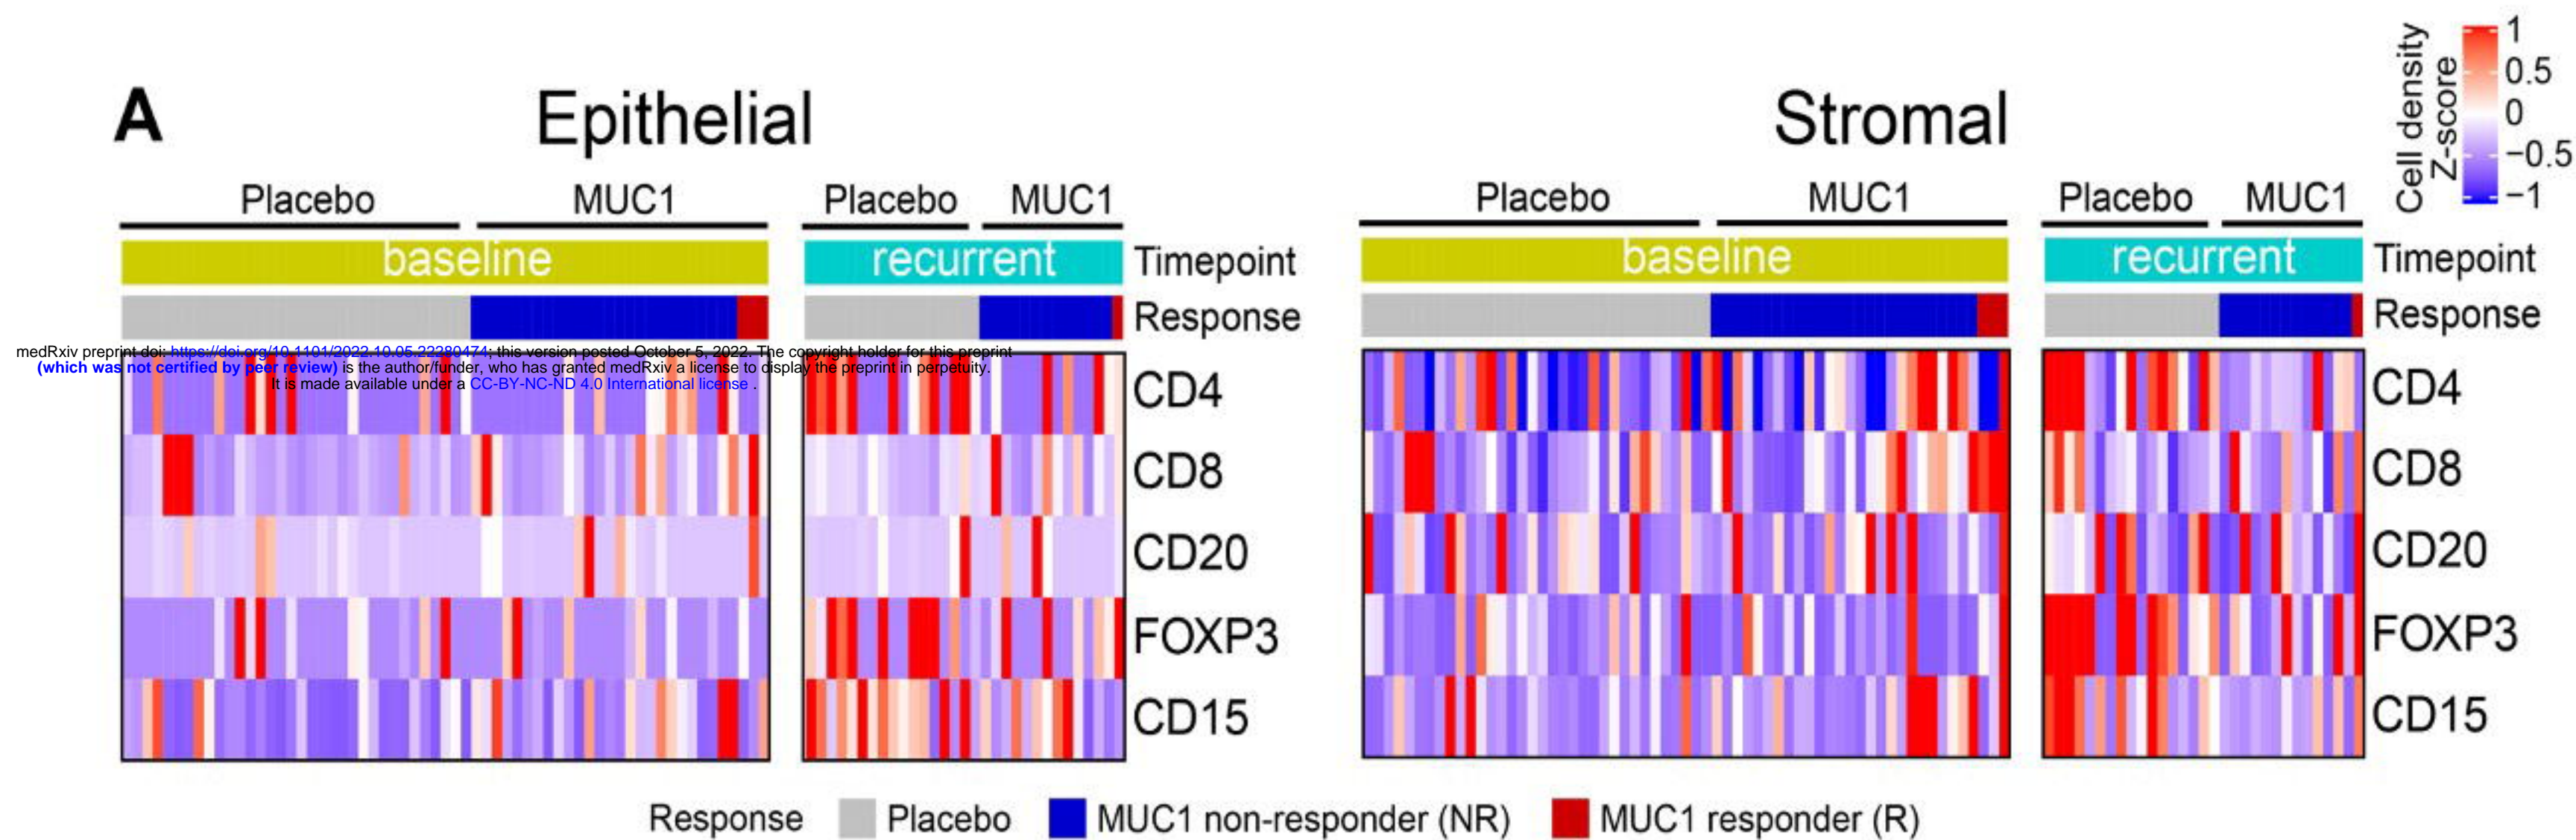 A
Epithelial
Stromal
Cell density
Z-score
1
0.5
0
−0.5
−1
Placebo
MUC1
Placebo
MUC1
Placebo
MUC1
Placebo
MUC1
baseline
recurrent
Timepoint
baseline
recurrent
Timepoint
Response
Response
medRxiv preprint doi: https://doi.org/10.1101/2022.10.05.22280474; this version posted October 5, 2022. The copyright holder for this preprint
(which was not certified by peer review) is the author/funder, who has granted medRxiv a license to display the preprint in perpetuity.
It is made available under a CC-BY-NC-ND 4.0 International license .
CD4
CD8
CD20
FOXP3
CD15
CD4
CD8
CD20
FOXP3
CD15
Response Placebo MUC1 non-responder (NR) MUC1 responder (R)